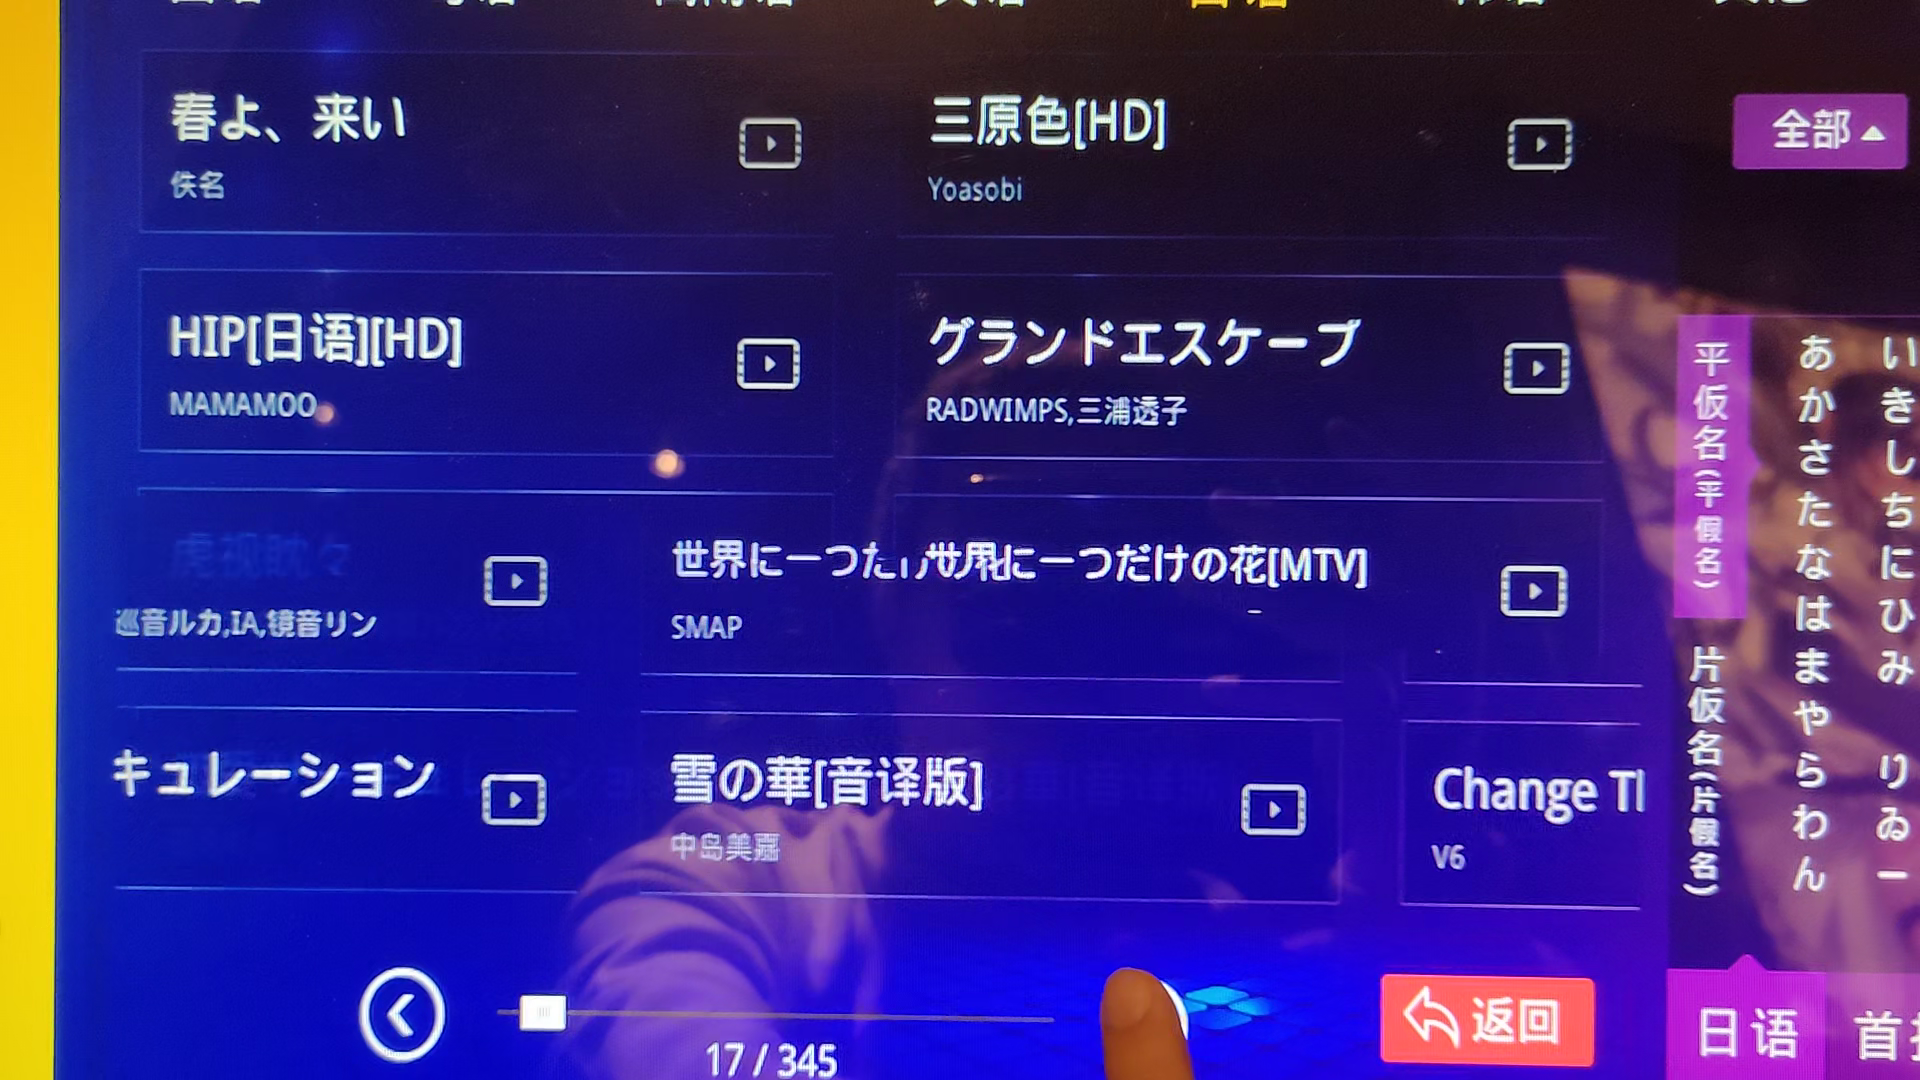 春よ、来い
佚名
三原色[HD]
Yoasobi
全部
HIP[日语][HD]
MAMAMOO
グランドエスケープ
RADWIMPS,三浦透子
巡音ルカ,IA,镜音リン
世界に一つだ
世界に一つだけの花[MTV]
SMAP
キュレーション
雪の華[音译版]
中岛美嘉
Change Tl
V6
平仮名(平假名)
片仮名(片假名)
あかさたなはまやらわん
いきしちにひみ りゐー
17 / 345
返回
日语
首